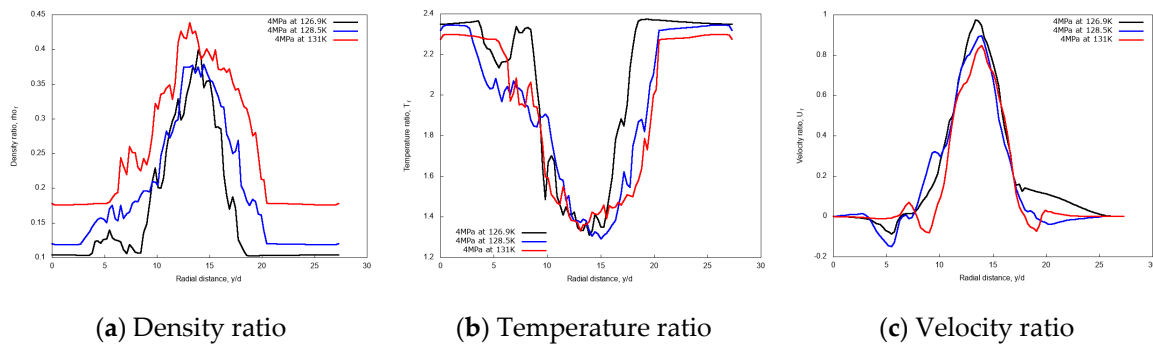 4MPa at 126.9K
4MPa at 128.5K
4MPa at 131K
0.45
0.4
0.35
0.3
0.25
0.2
0.15
0.1
Density ratio, rho_r
0 5 10 15 20 25 30
Radial distance, y/d
(a) Density ratio
2.4
2.2
2
1.8
1.6
1.4
1.2
Temperature ratio, T_r
4MPa at 126.9K
4MPa at 128.5K
4MPa at 131K
0 5 10 15 20 25 30
Radial distance, y/d
(b) Temperature ratio
4MPa at 126.9K
4MPa at 128.5K
4MPa at 131K
1
0.8
0.6
0.4
0.2
0
-0.2
Velocity ratio, U_r
0 5 10 15 20 25 30
Radial distance, y/d
(c) Velocity ratio